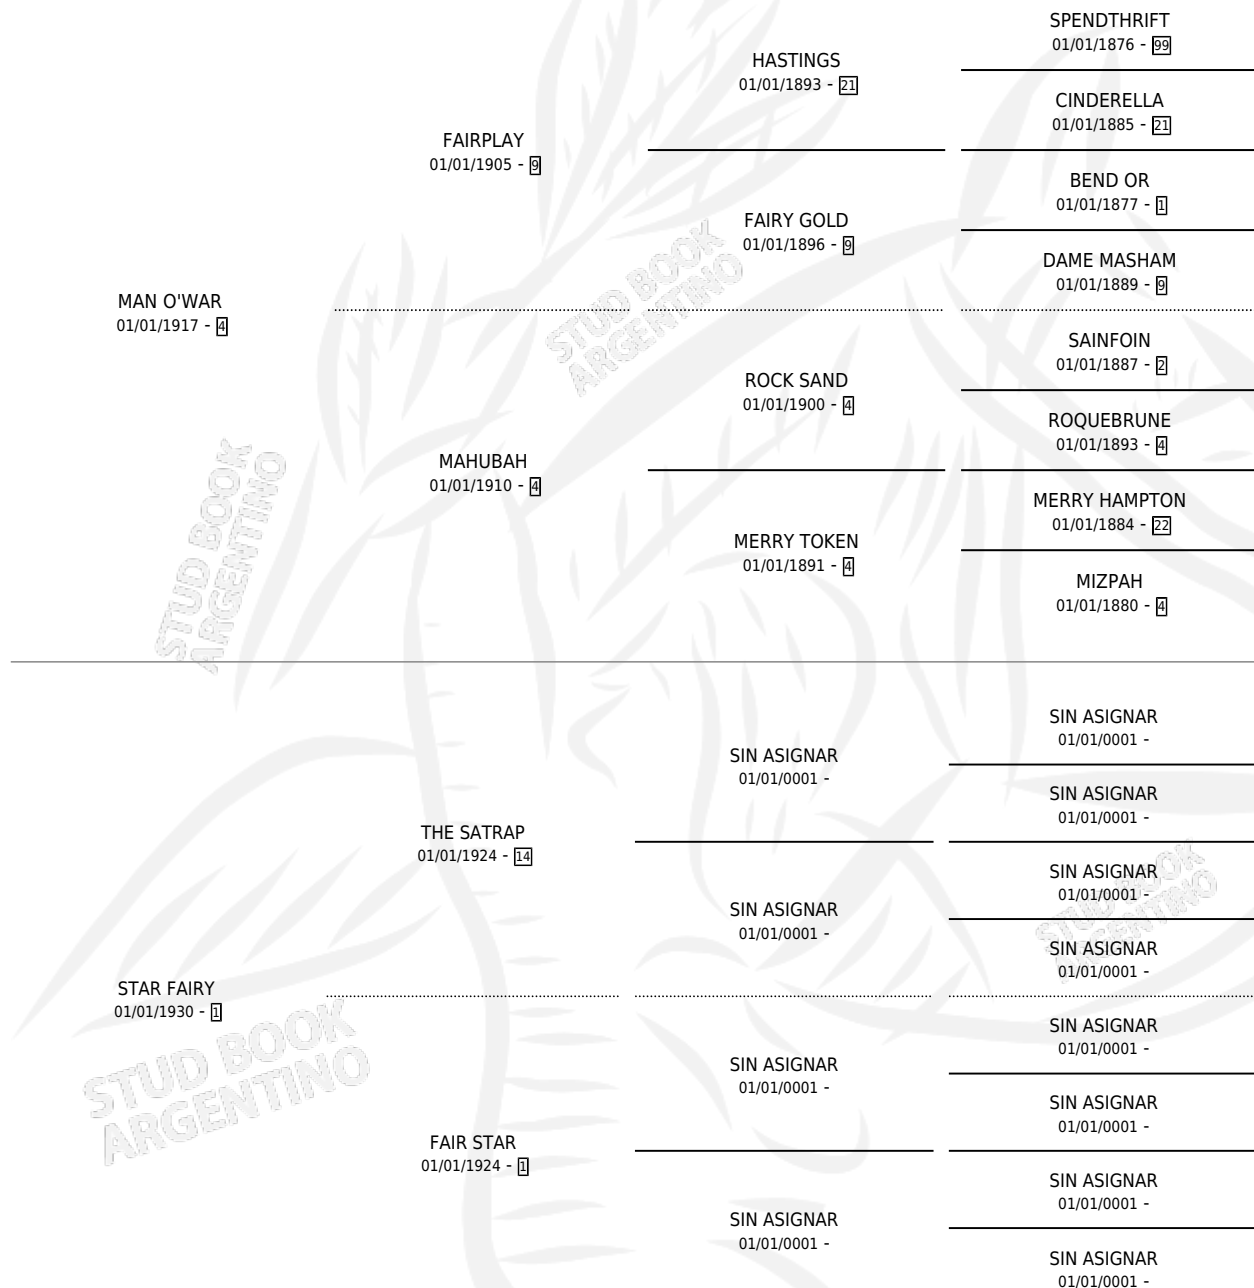 SPENDTHRIFT
01/01/1876 - 99
HASTINGS
01/01/1893 - 21
CINDERELLA
01/01/1885 - 21
FAIRPLAY
01/01/1905 - 9
BEND OR
01/01/1877 - 1
FAIRY GOLD
01/01/1896 - 9
DAME MASHAM
01/01/1889 - 9
MAN O'WAR
01/01/1917 - 4
SAINFOIN
01/01/1887 - 2
ROCK SAND
01/01/1900 - 4
ROQUEBRUNE
01/01/1893 - 4
MAHUBAH
01/01/1910 - 4
MERRY HAMPTON
01/01/1884 - 22
MERRY TOKEN
01/01/1891 - 4
MIZPAH
01/01/1880 - 4
STUD BOOK
ARGENTINO
STUD BOOK
ARGENTINO
SIN ASIGNAR
01/01/0001 -
SIN ASIGNAR
01/01/0001 -
SIN ASIGNAR
01/01/0001 -
THE SATRAP
01/01/1924 - 14
SIN ASIGNAR
01/01/0001 -
SIN ASIGNAR
01/01/0001 -
SIN ASIGNAR
01/01/0001 -
STAR FAIRY
01/01/1930 - 1
SIN ASIGNAR
01/01/0001 -
SIN ASIGNAR
01/01/0001 -
SIN ASIGNAR
01/01/0001 -
FAIR STAR
01/01/1924 - 1
SIN ASIGNAR
01/01/0001 -
SIN ASIGNAR
01/01/0001 -
SIN ASIGNAR
01/01/0001 -
STUD BOOK
ARGENTINO
STUD BOOK
ARGENTINO